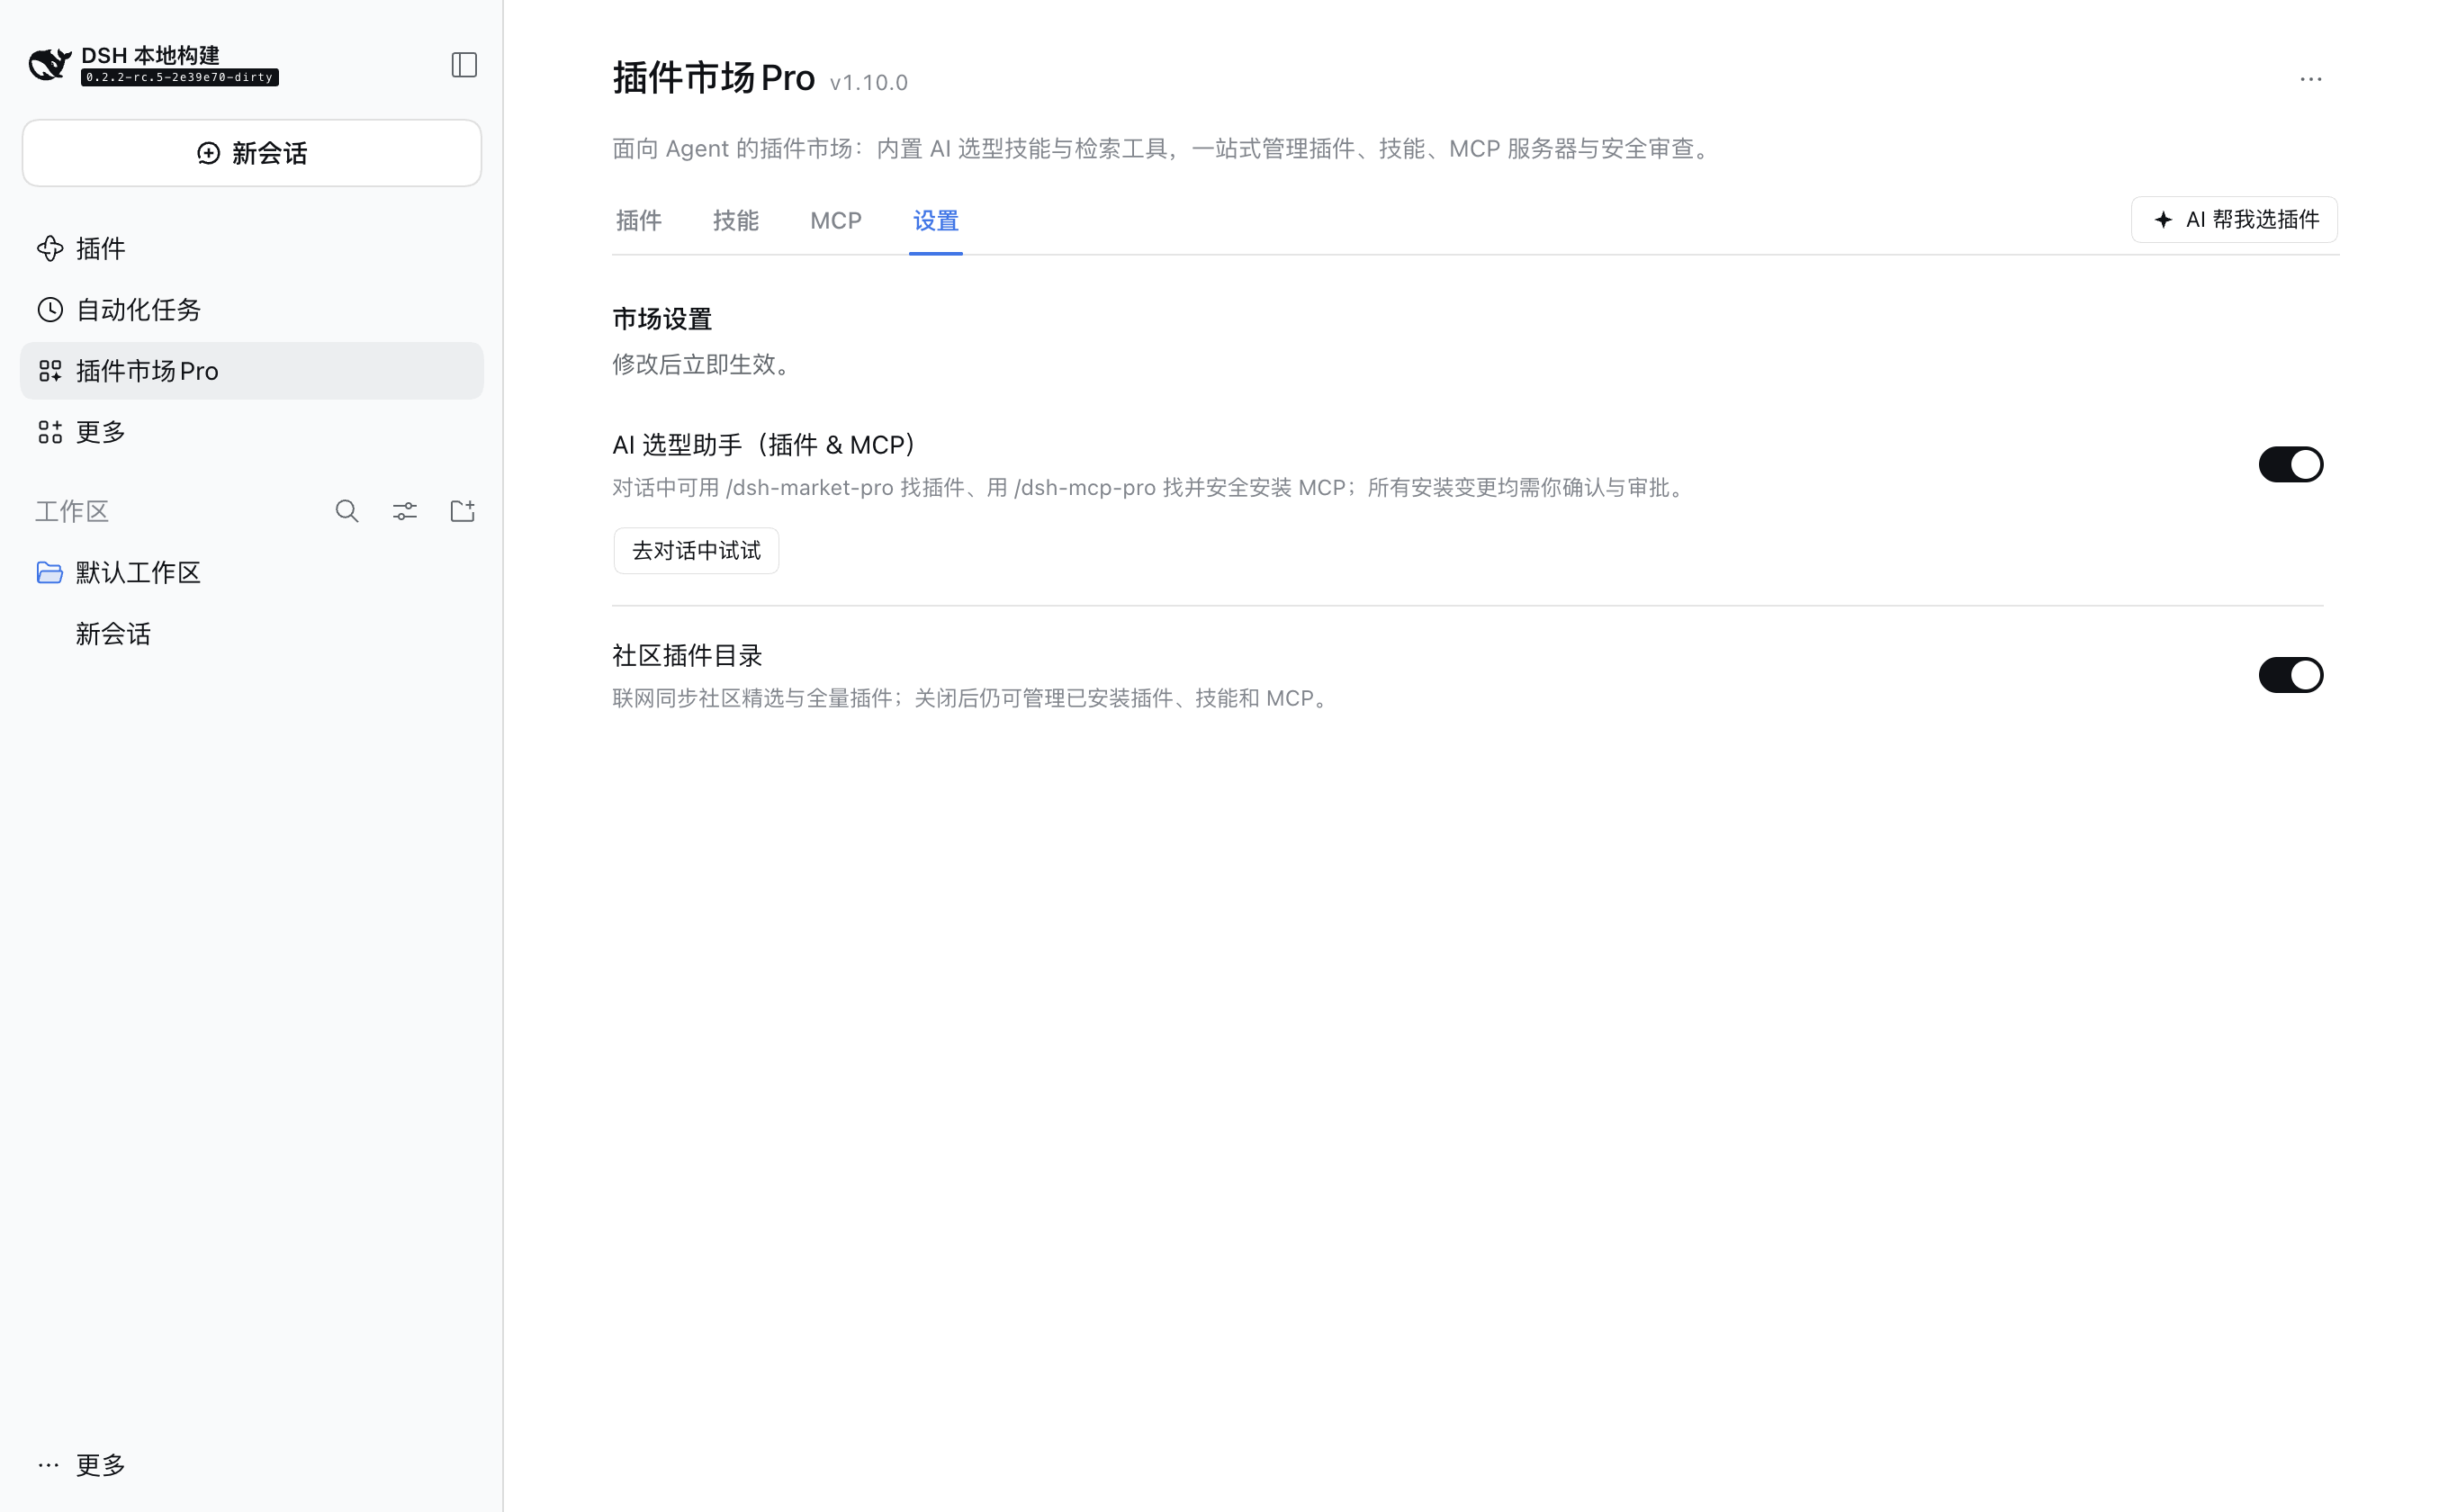 DSH 本地构建
0.2.2-rc.5-2e39e70-dirty
新会话
插件
自动化任务
插件市场 Pro
更多
工作区
默认工作区
新会话
更多
插件市场 Pro v1.10.0
面向 Agent 的插件市场：内置 AI 选型技能与检索工具，一站式管理插件、技能、MCP 服务器与安全审查。
插件 技能 MCP 设置 AI 帮我选插件
市场设置
修改后立即生效。
AI 选型助手（插件 & MCP）
对话中可用 /dsh-market-pro 找插件、用 /dsh-mcp-pro 找并安全安装 MCP；所有安装变更均需你确认与审批。
去对话中试试
社区插件目录
联网同步社区精选与全量插件；关闭后仍可管理已安装插件、技能和 MCP。